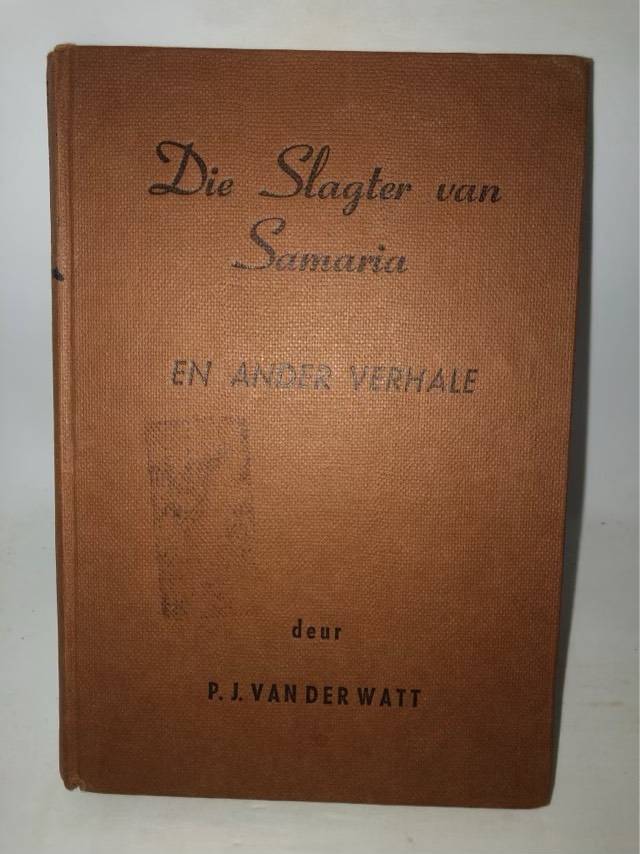 Die Slagter van
Samaria
EN ANDER VERHALE
deur
P. J. VAN DER WATT